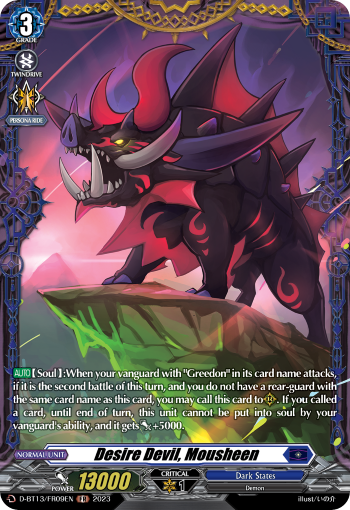 3
GRADE
TWINDRIVE
PERSONA RIDE
AUTO【Soul】:When your vanguard with "Greedon" in its card name attacks,
if it is the second battle of this turn, and you do not have a rear-guard with
the same card name as this card, you may call this card to R. If you called
a card, until end of turn, this unit cannot be put into soul by your
vanguard's ability, and it gets +5000.
NORMAL UNIT
Desire Devil, Mousheen
POWER 13000
CRITICAL
1
Dark States
Demon
D-BT13/FR09EN FR 2023
illust/いの介